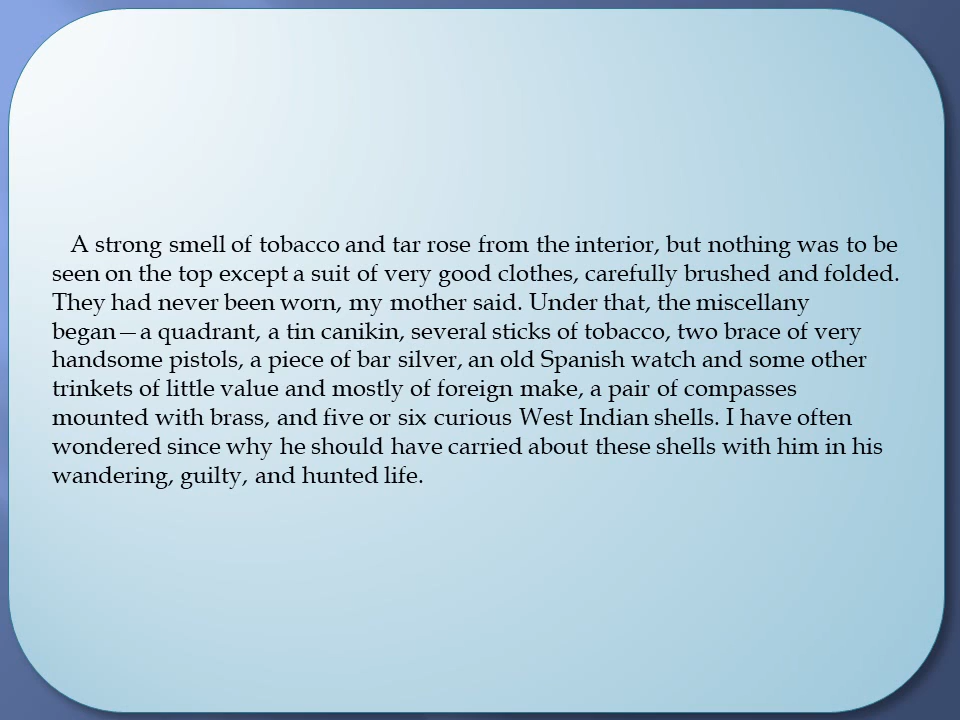 A strong smell of tobacco and tar rose from the interior, but nothing was to be
seen on the top except a suit of very good clothes, carefully brushed and folded.
They had never been worn, my mother said. Under that, the miscellany
began—a quadrant, a tin canikin, several sticks of tobacco, two brace of very
handsome pistols, a piece of bar silver, an old Spanish watch and some other
trinkets of little value and mostly of foreign make, a pair of compasses
mounted with brass, and five or six curious West Indian shells. I have often
wondered since why he should have carried about these shells with him in his
wandering, guilty, and hunted life.